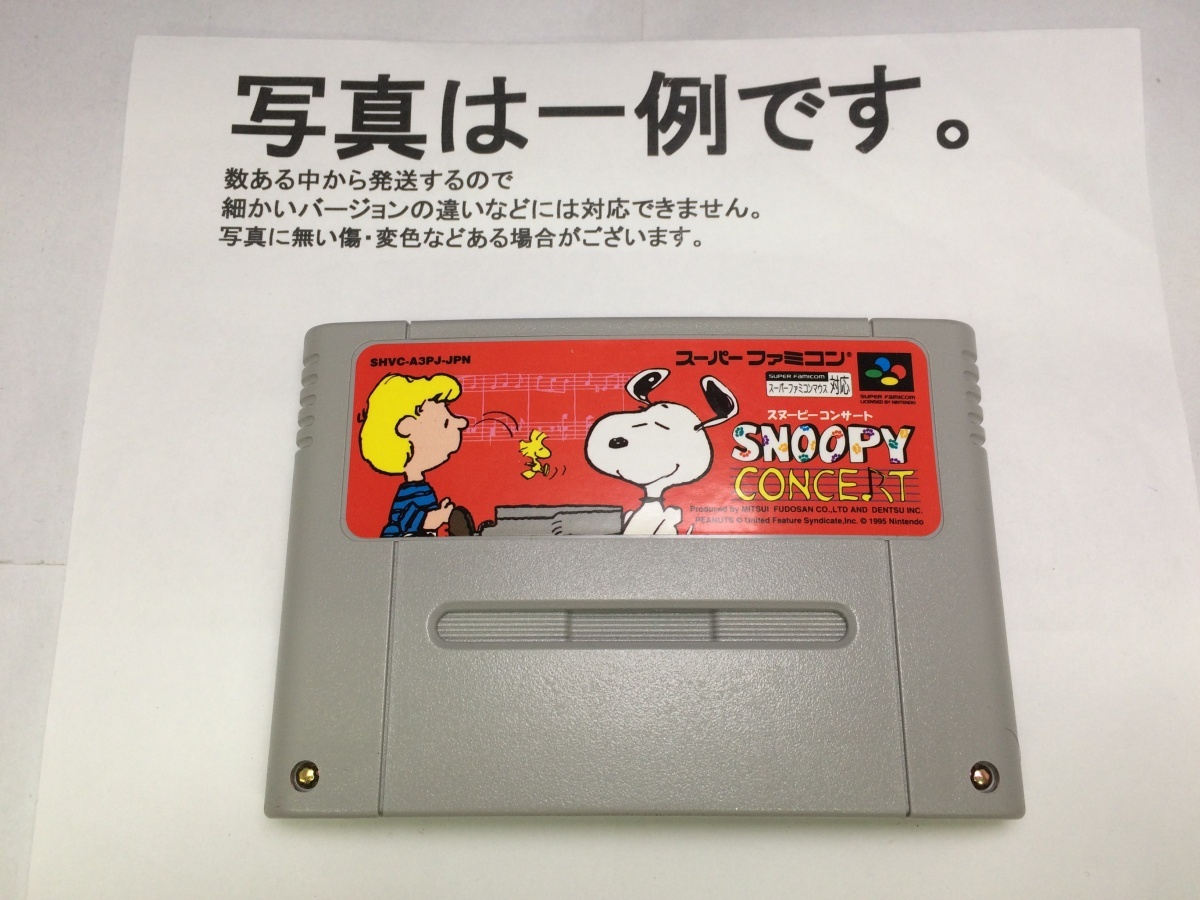 写真は一例です。
数ある中から発送するので
細かいバージョンの違いなどには対応できません。
写真に無い傷・変色などある場合がございます。
SHVC-A3PJ-JPN
スーパーファミコン®
SUPER FAMICOM
スーパーファミコンマウス 対応
SUPER FAMICOM
LICENSED BY NINTENDO
スヌーピーコンサート
SNOOPY
CONCERT
Produced by MITSUI FUDOSAN CO.,LTD AND DENTSU INC.
PEANUTS © United Feature Syndicate,Inc. © 1995 Nintendo